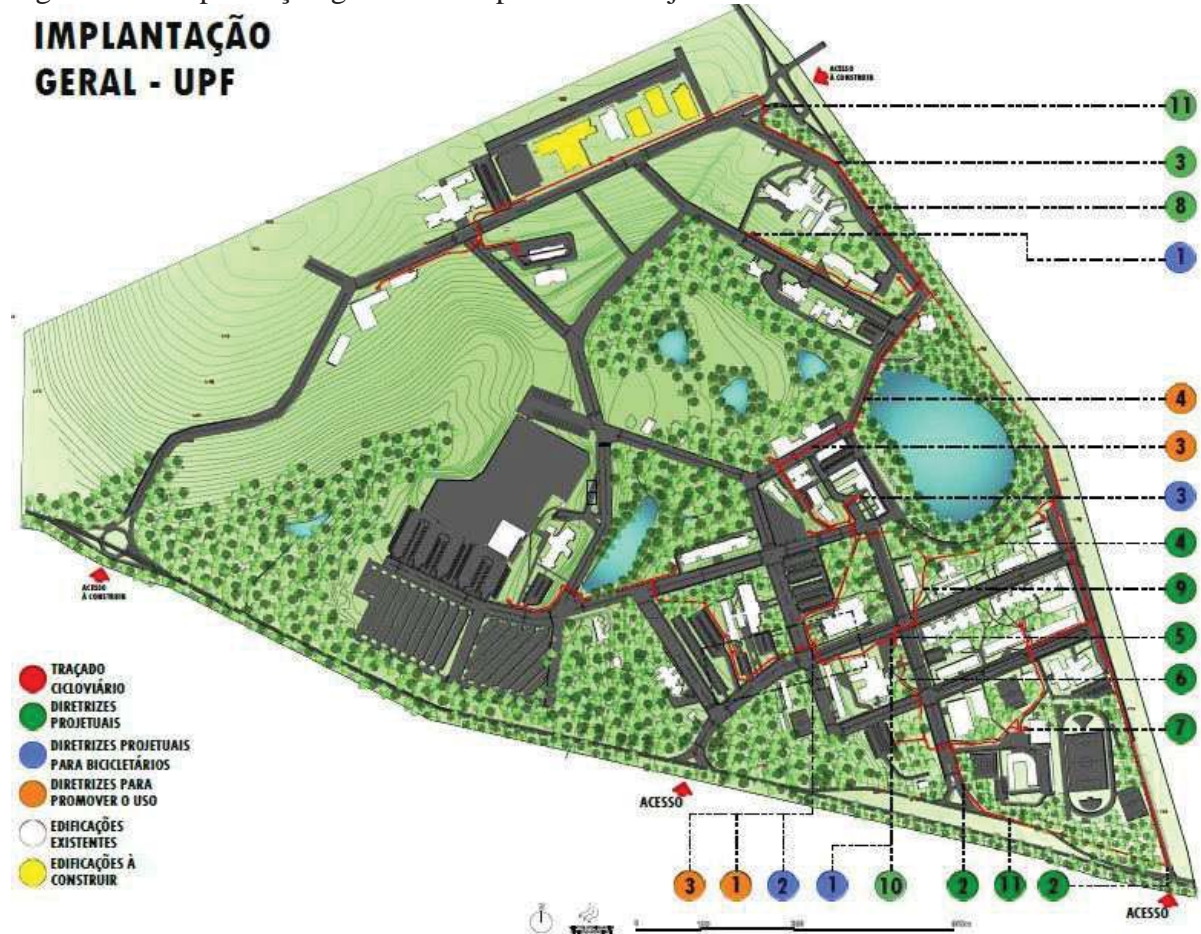 IMPLANTAÇÃO
GERAL - UPF
ACESSO
À CONSTRUIR
11
3
8
1
4
3
3
4
9
5
6
7
ACESSO
À CONSTRUIR
TRAÇADO
CICLOVIÁRIO
DIRETRIZES
PROJETUAIS
DIRETRIZES PROJETUAIS
PARA BICICLETÁRIOS
DIRETRIZES PARA
PROMOVER O USO
EDIFICAÇÕES
EXISTENTES
EDIFICAÇÕES À
CONSTRUIR
ACESSO
3 1 2 1 10 2 11 2
ACESSO
0